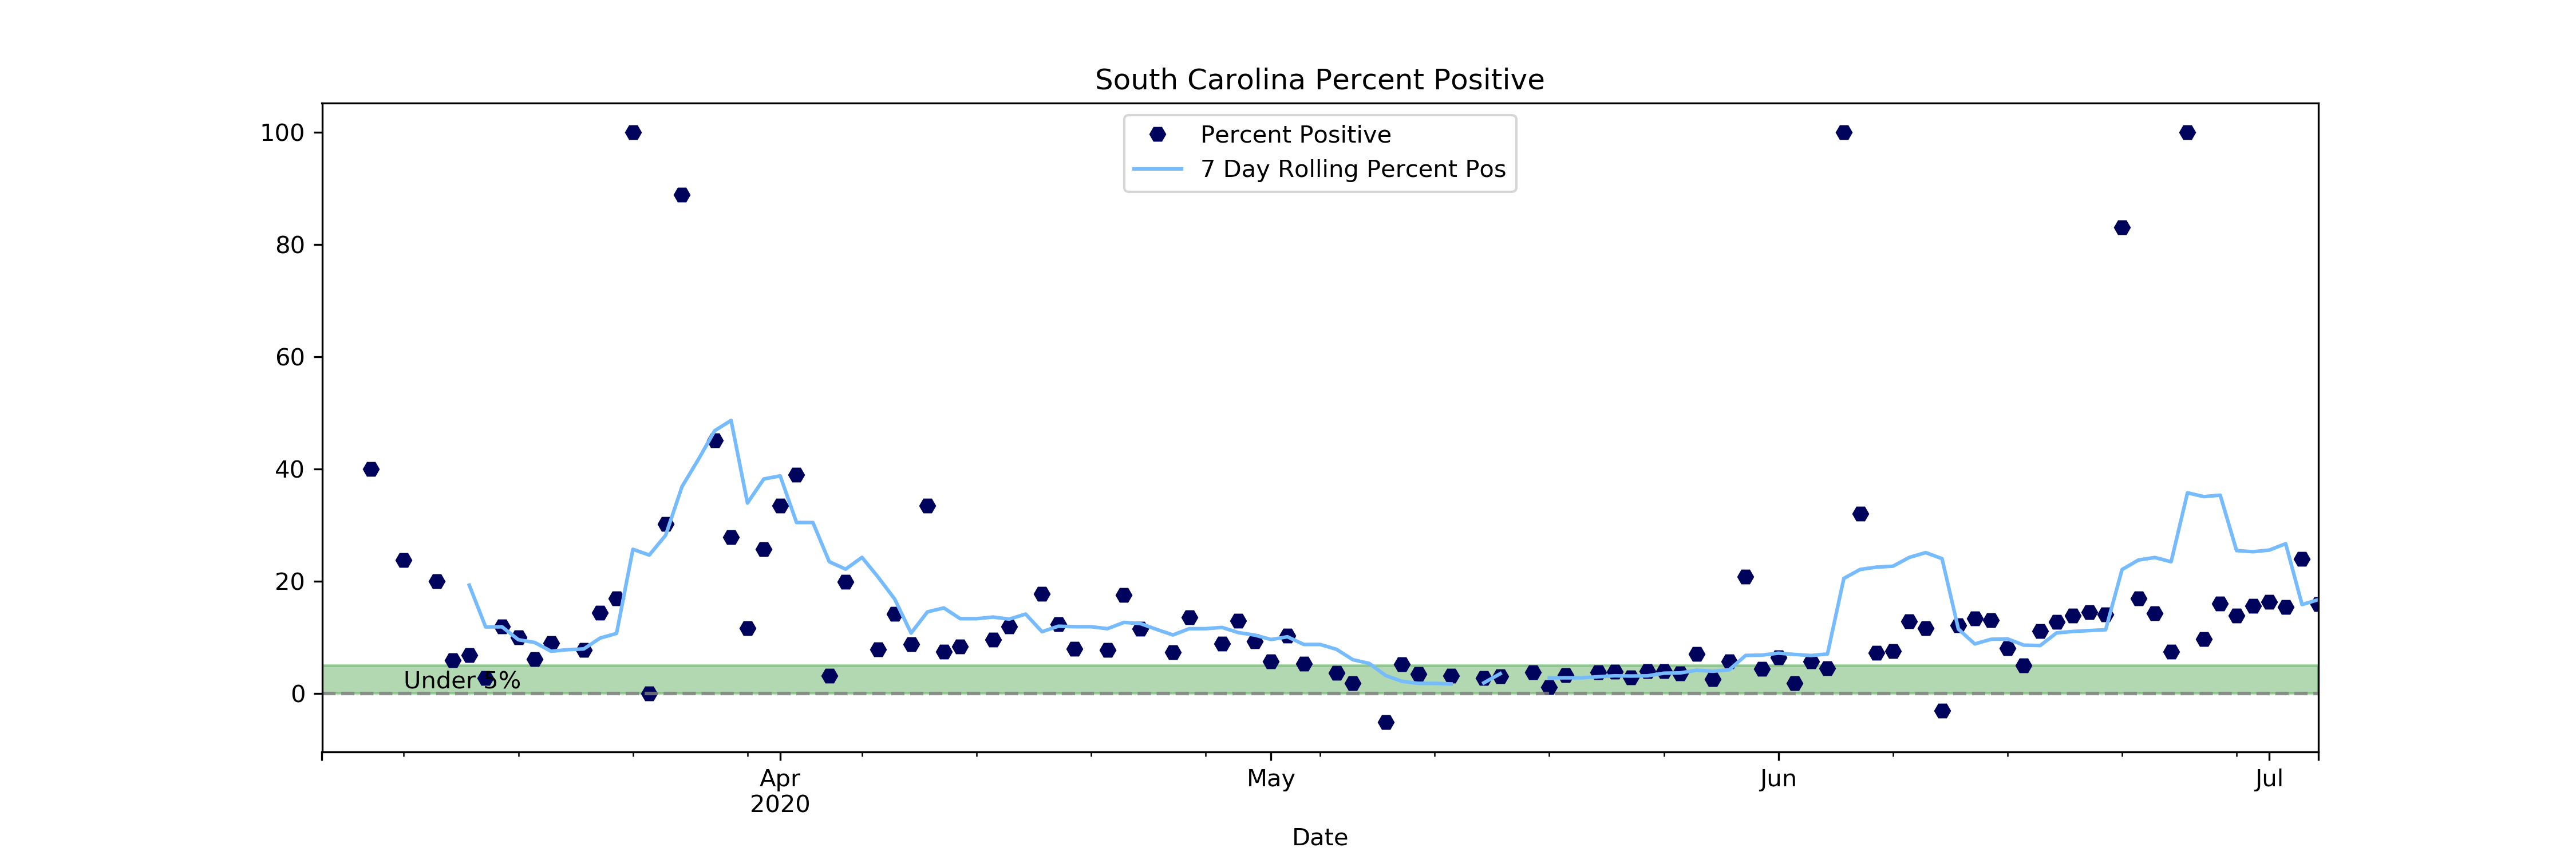 South Carolina Percent Positive
Percent Positive
7 Day Rolling Percent Pos
100
80
60
40
20
0
Under 5%
Apr
2020
May
Jun
Jul
Date